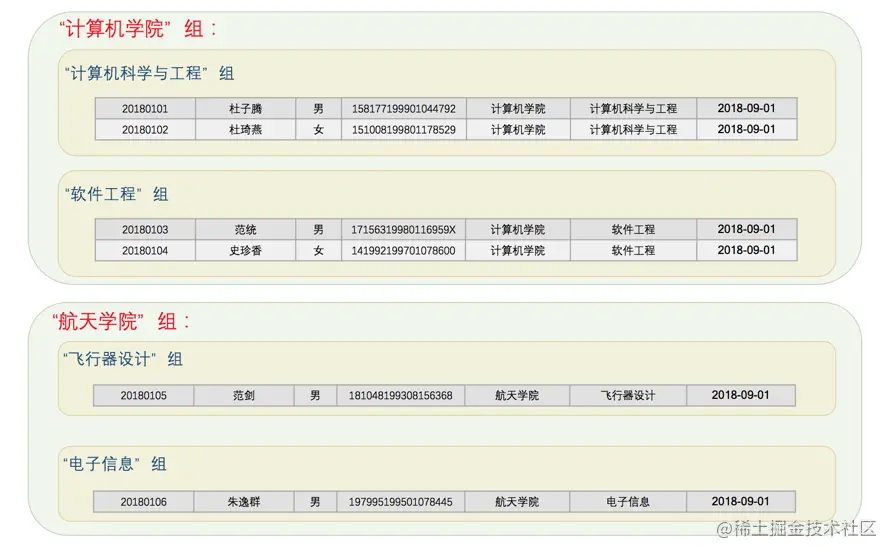 “计算机学院” 组：
“计算机科学与工程” 组
20180101 杜子腾 男 158177199901044792 计算机学院 计算机科学与工程 2018-09-01
20180102 杜琦燕 女 151008199801178529 计算机学院 计算机科学与工程 2018-09-01
“软件工程” 组
20180103 范统 男 17156319980116959X 计算机学院 软件工程 2018-09-01
20180104 史珍香 女 141992199701078600 计算机学院 软件工程 2018-09-01
“航天学院” 组：
“飞行器设计” 组
20180105 范剑 男 181048199308156368 航天学院 飞行器设计 2018-09-01
“电子信息” 组
20180106 朱逸群 男 197995199501078445 航天学院 电子信息 2018-09-01
@稀土掘金技术社区